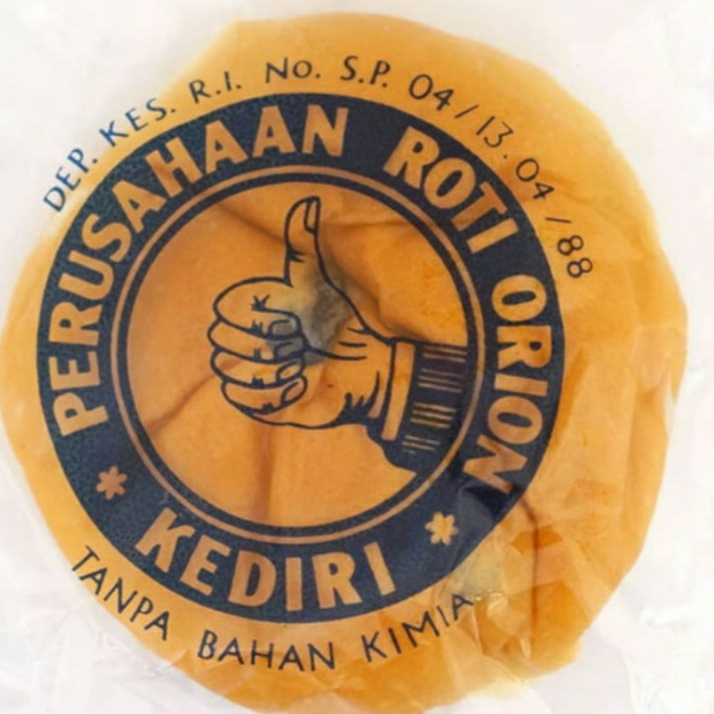 DEP. KES. R.I. No. S.P. 04/13.04/88
PERUSAHAAN ROTI ORION
KEDIRI
TANPA BAHAN KIMIA